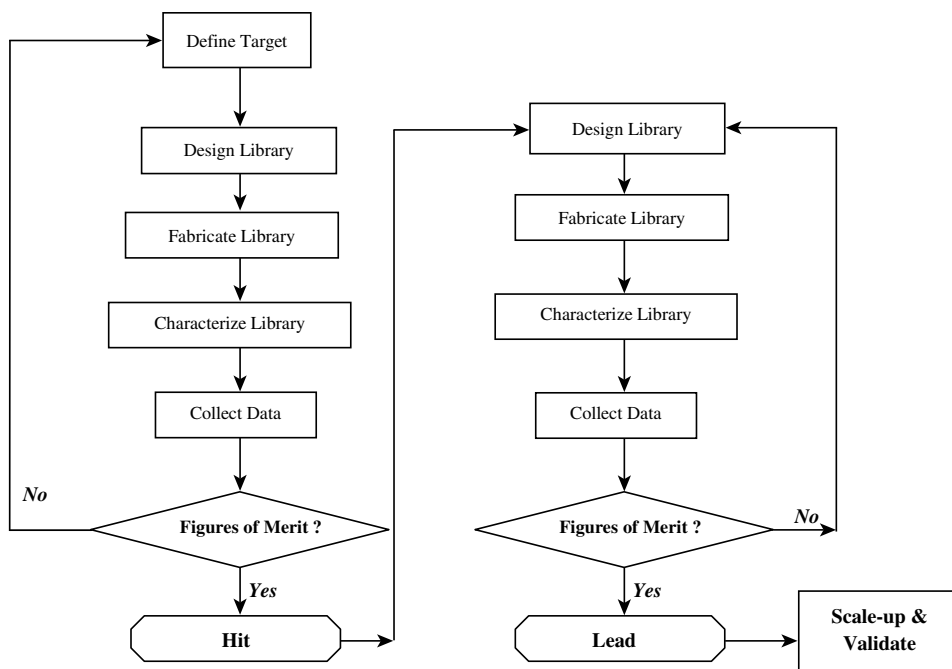 Define Target
Design Library
Fabricate Library
Characterize Library
Collect Data
No
Figures of Merit ?
Yes
Hit
Design Library
Fabricate Library
Characterize Library
Collect Data
Figures of Merit ?
No
Yes
Lead
Scale-up &
Validate